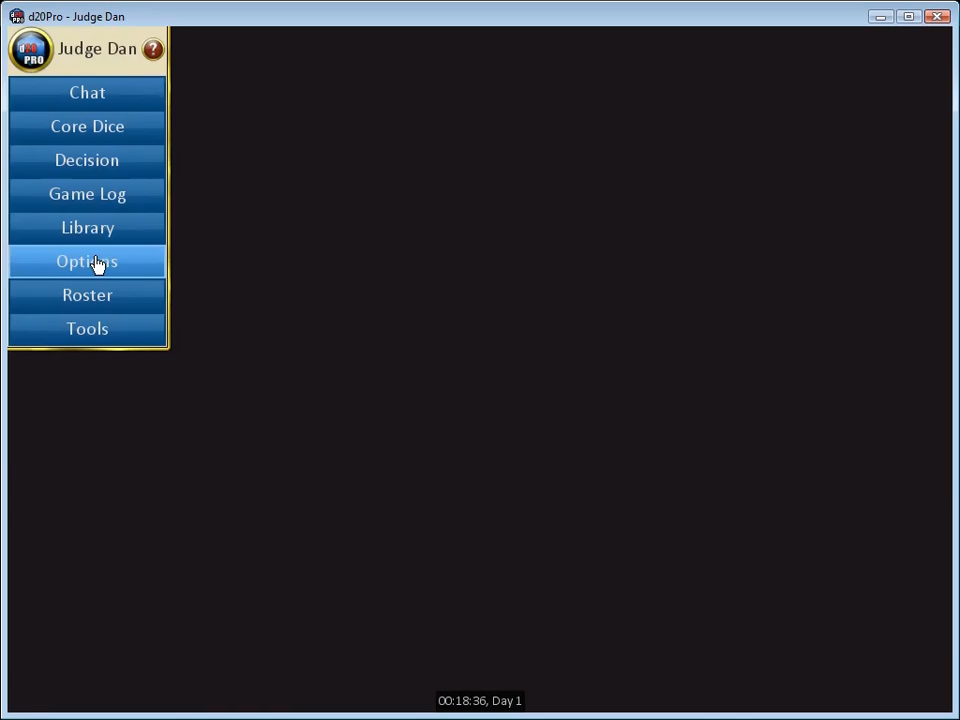 d20Pro - Judge Dan
d20 PRO
Judge Dan ?
Chat
Core Dice
Decision
Game Log
Library
Options
Roster
Tools
00:18:36, Day 1